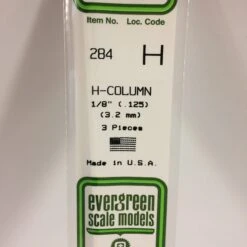 Item No. Loc. Code
284 H
H-COLUMN
1/8" (.125)
(3.2 mm)
3 Pieces
Made in U.S.A.
evergreen
scale models